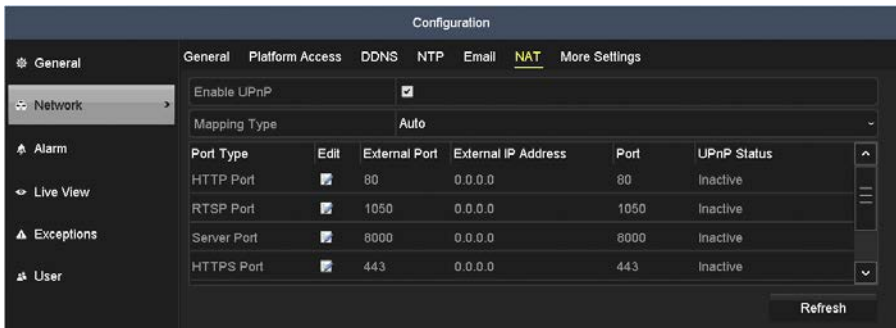 Configuration
General
Network
Alarm
Live View
Exceptions
User
General Platform Access DDNS NTP Email NAT More Settings
Enable UPnP
Mapping Type Auto
Port Type Edit External Port External IP Address Port UPnP Status
HTTP Port 80 0.0.0.0 80 Inactive
RTSP Port 1050 0.0.0.0 1050 Inactive
Server Port 8000 0.0.0.0 8000 Inactive
HTTPS Port 443 0.0.0.0 443 Inactive
Refresh